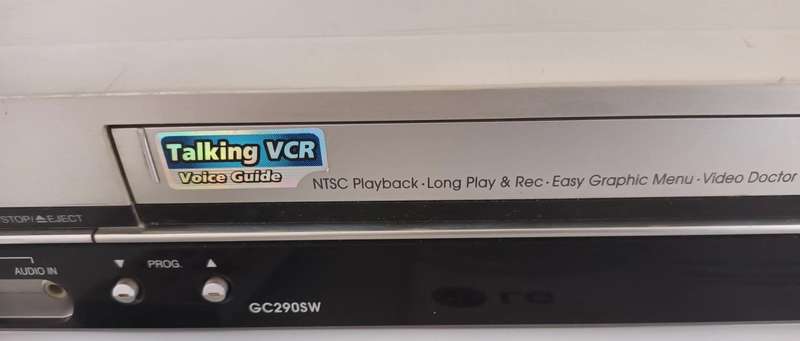 Talking VCR
Voice Guide
NTSC Playback · Long Play & Rec · Easy Graphic Menu · Video Doctor
STOP/⏏EJECT
AUDIO IN
▼ PROG. ▲
GC290SW
LG